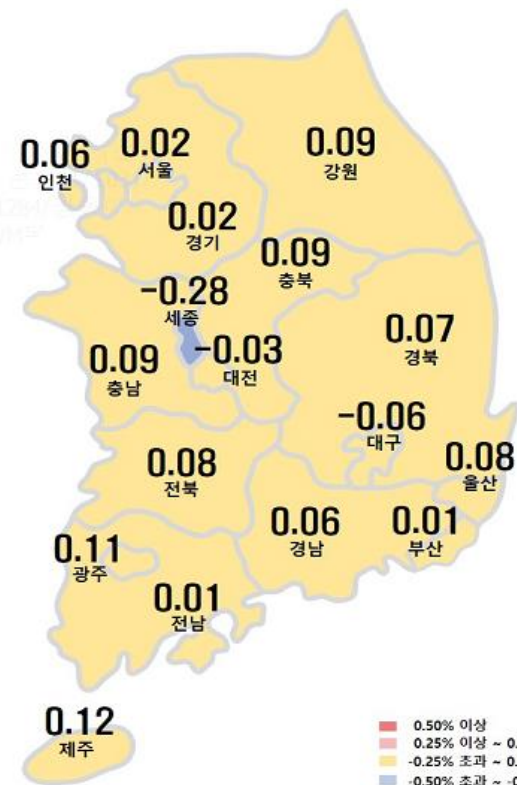 0.02
서울
0.09
강원
0.06
인천
0.02
경기
0.09
충북
-0.28
세종
0.07
경북
-0.03
대전
0.09
충남
-0.06
대구
0.08
울산
0.08
전북
0.06
경남
0.01
부산
0.11
광주
0.01
전남
0.12
제주
0.50% 이상
0.25% 이상 ~ 0.
-0.25% 초과 ~ 0.
-0.50% 초과 ~ -0